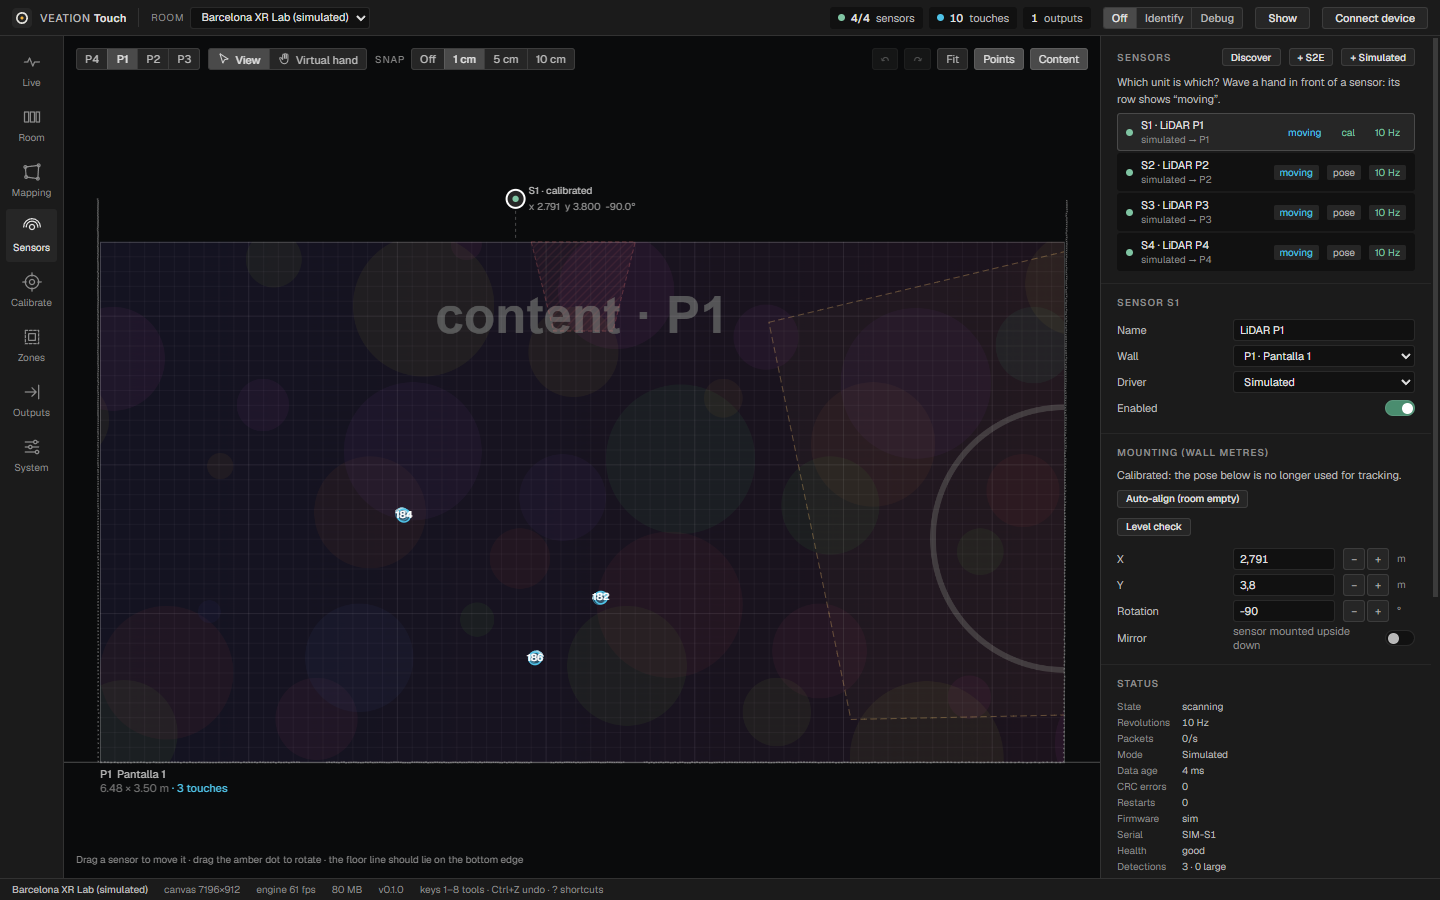 VEATION Touch
ROOM
Barcelona XR Lab (simulated)
4/4 sensors
10 touches
1 outputs
Off
Identify
Debug
Show
Connect device
Live
Room
Mapping
Sensors
Calibrate
Zones
Outputs
System
P4
P1
P2
P3
View
Virtual hand
SNAP
Off
1 cm
5 cm
10 cm
Fit
Points
Content
S1 · calibrated
x 2.791 y 3.800 -90.0°
content · P1
184
182
186
P1 Pantalla 1
6.48 × 3.50 m · 3 touches
Drag a sensor to move it · drag the amber dot to rotate · the floor line should lie on the bottom edge
SENSORS
Discover
+ S2E
+ Simulated
Which unit is which? Wave a hand in front of a sensor: its
row shows “moving”.
S1 · LiDAR P1
simulated → P1
moving
cal
10 Hz
S2 · LiDAR P2
simulated → P2
moving
pose
10 Hz
S3 · LiDAR P3
simulated → P3
moving
pose
10 Hz
S4 · LiDAR P4
simulated → P4
moving
pose
10 Hz
SENSOR S1
Name
LiDAR P1
Wall
P1 · Pantalla 1
Driver
Simulated
Enabled
MOUNTING (WALL METRES)
Calibrated: the pose below is no longer used for tracking.
Auto-align (room empty)
Level check
X
2,791
−
+
m
Y
3,8
−
+
m
Rotation
-90
−
+
°
Mirror
sensor mounted upside
down
STATUS
State scanning
Revolutions 10 Hz
Packets 0/s
Mode Simulated
Data age 4 ms
CRC errors 0
Restarts 0
Firmware sim
Serial SIM-S1
Health good
Detections 3 · 0 large
Barcelona XR Lab (simulated)
canvas 7196×912
engine 61 fps
80 MB
v0.1.0
keys 1–8 tools · Ctrl+Z undo · ? shortcuts